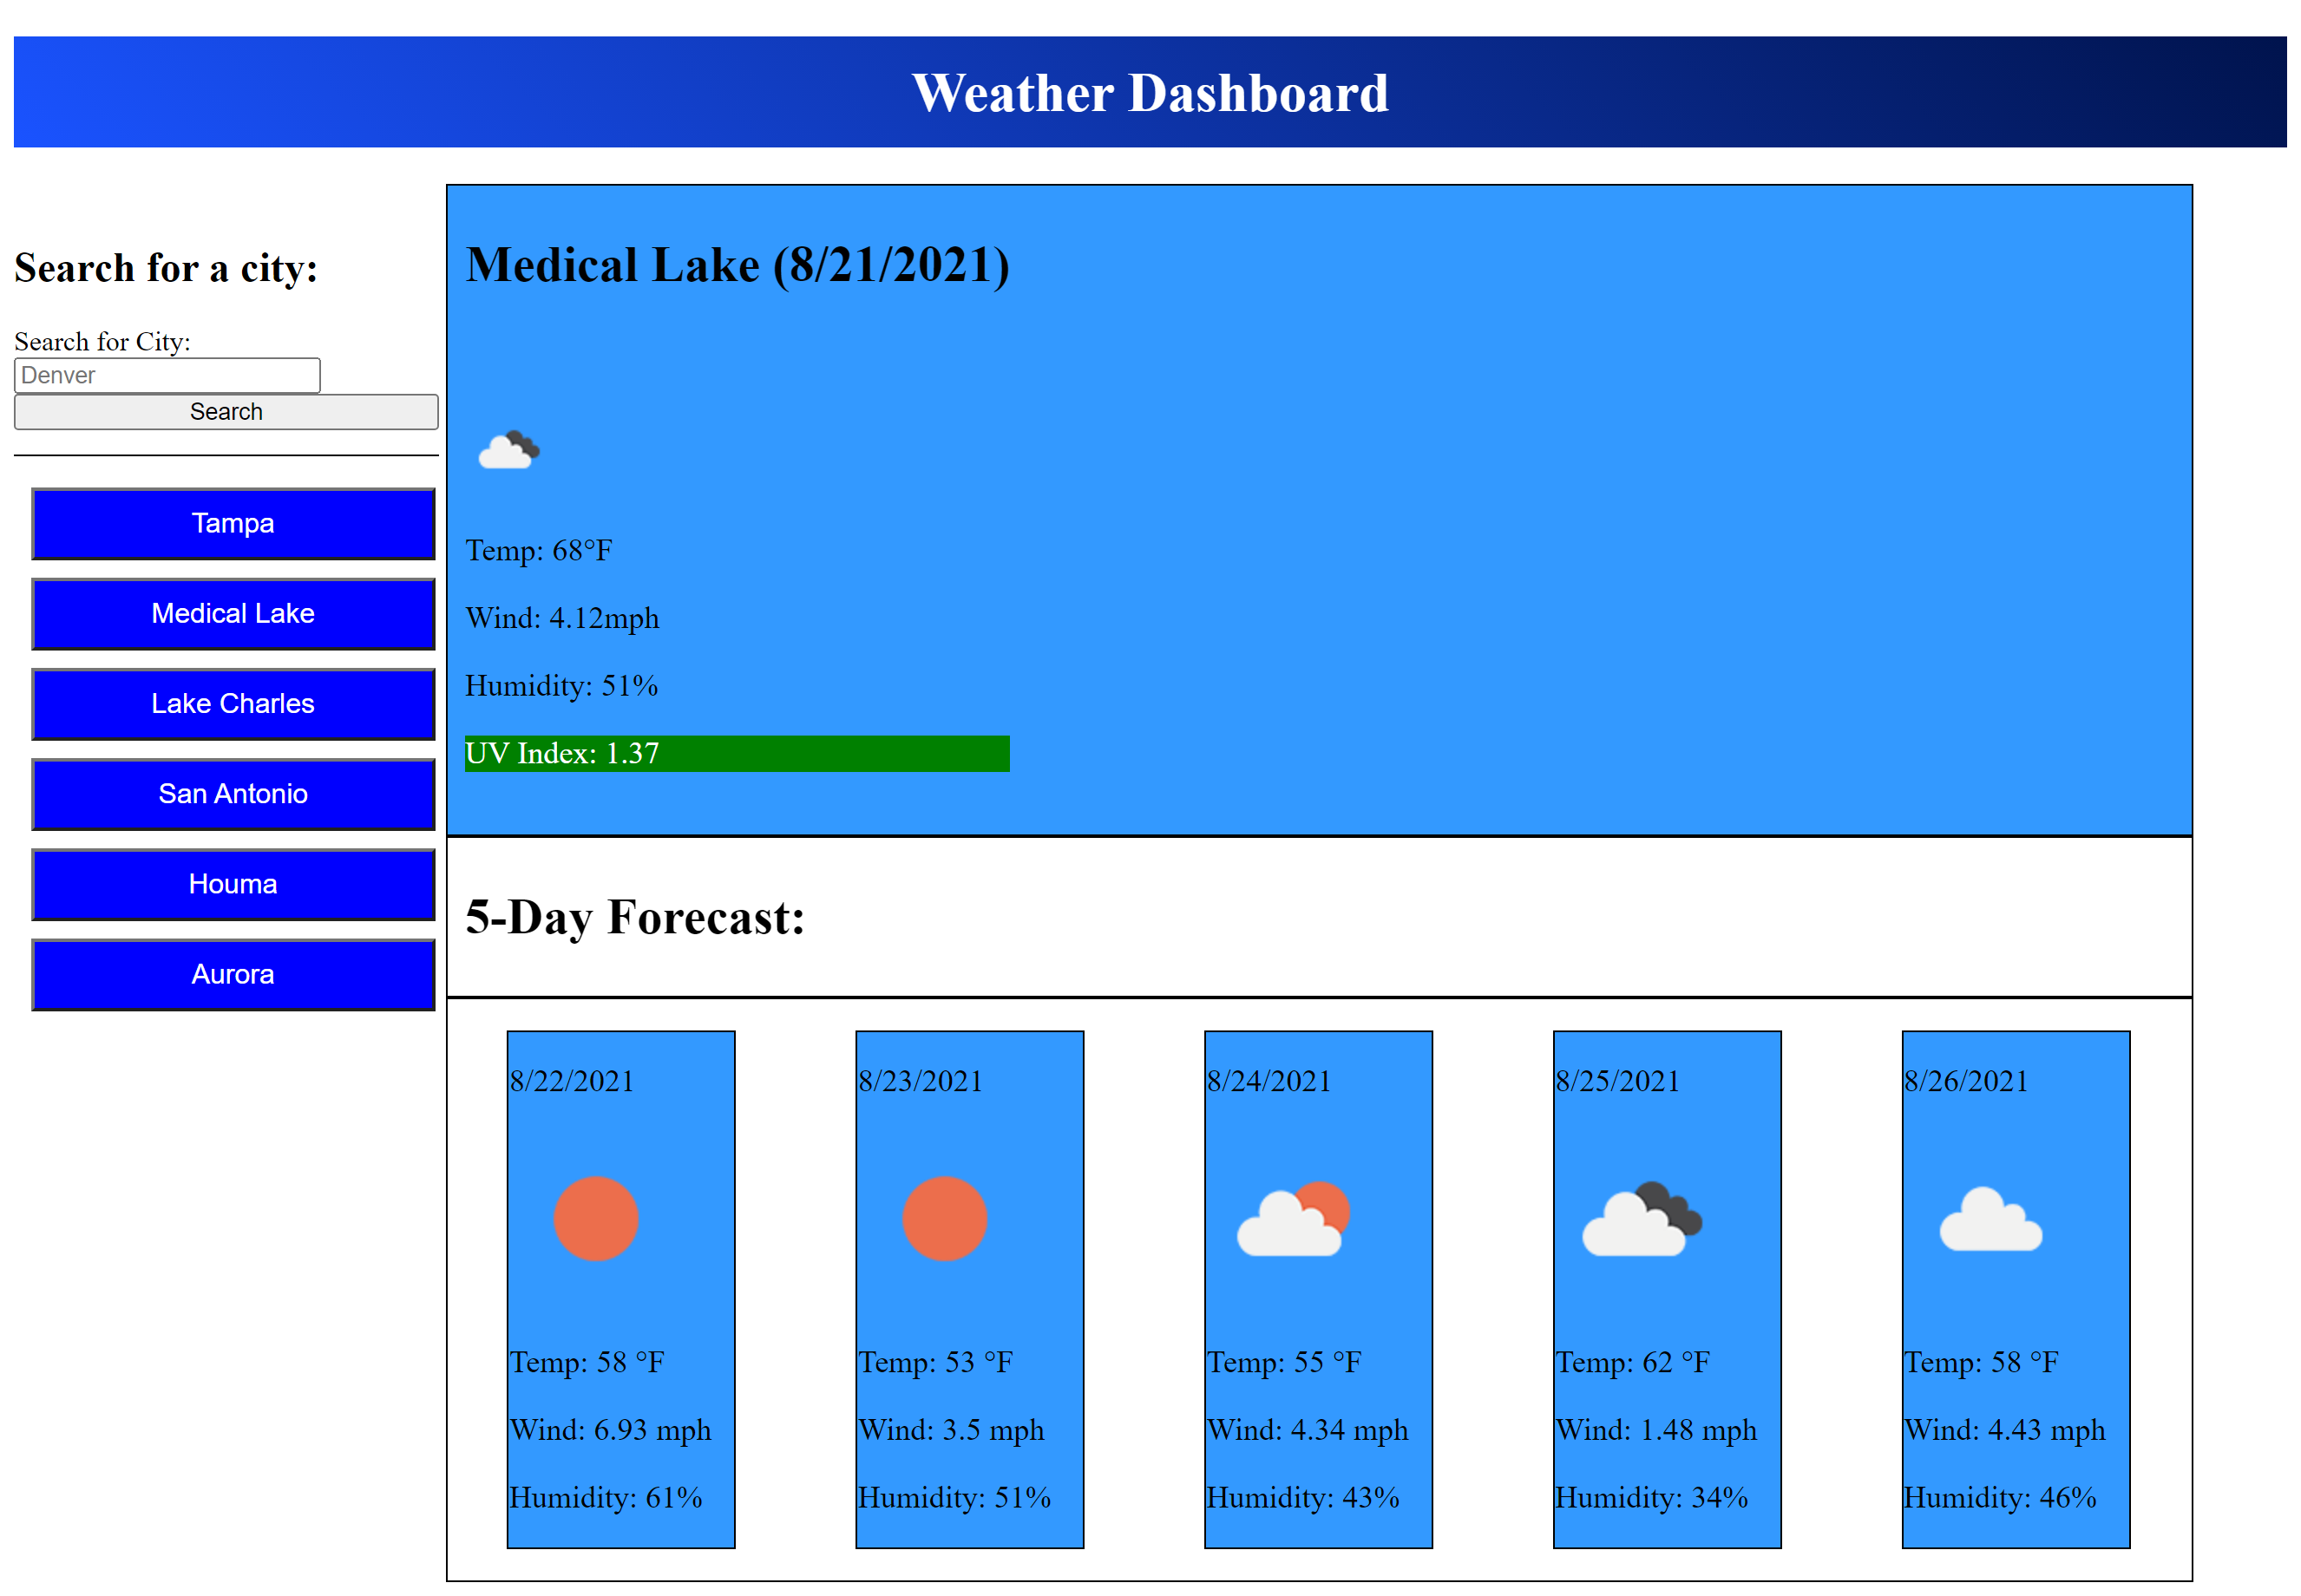 Weather Dashboard
Search for a city:
Search for City:
Denver
Search
Tampa
Medical Lake
Lake Charles
San Antonio
Houma
Aurora
Medical Lake (8/21/2021)
Temp: 68°F
Wind: 4.12mph
Humidity: 51%
UV Index: 1.37
5-Day Forecast:
8/22/2021
Temp: 58 °F
Wind: 6.93 mph
Humidity: 61%
8/23/2021
Temp: 53 °F
Wind: 3.5 mph
Humidity: 51%
8/24/2021
Temp: 55 °F
Wind: 4.34 mph
Humidity: 43%
8/25/2021
Temp: 62 °F
Wind: 1.48 mph
Humidity: 34%
8/26/2021
Temp: 58 °F
Wind: 4.43 mph
Humidity: 46%